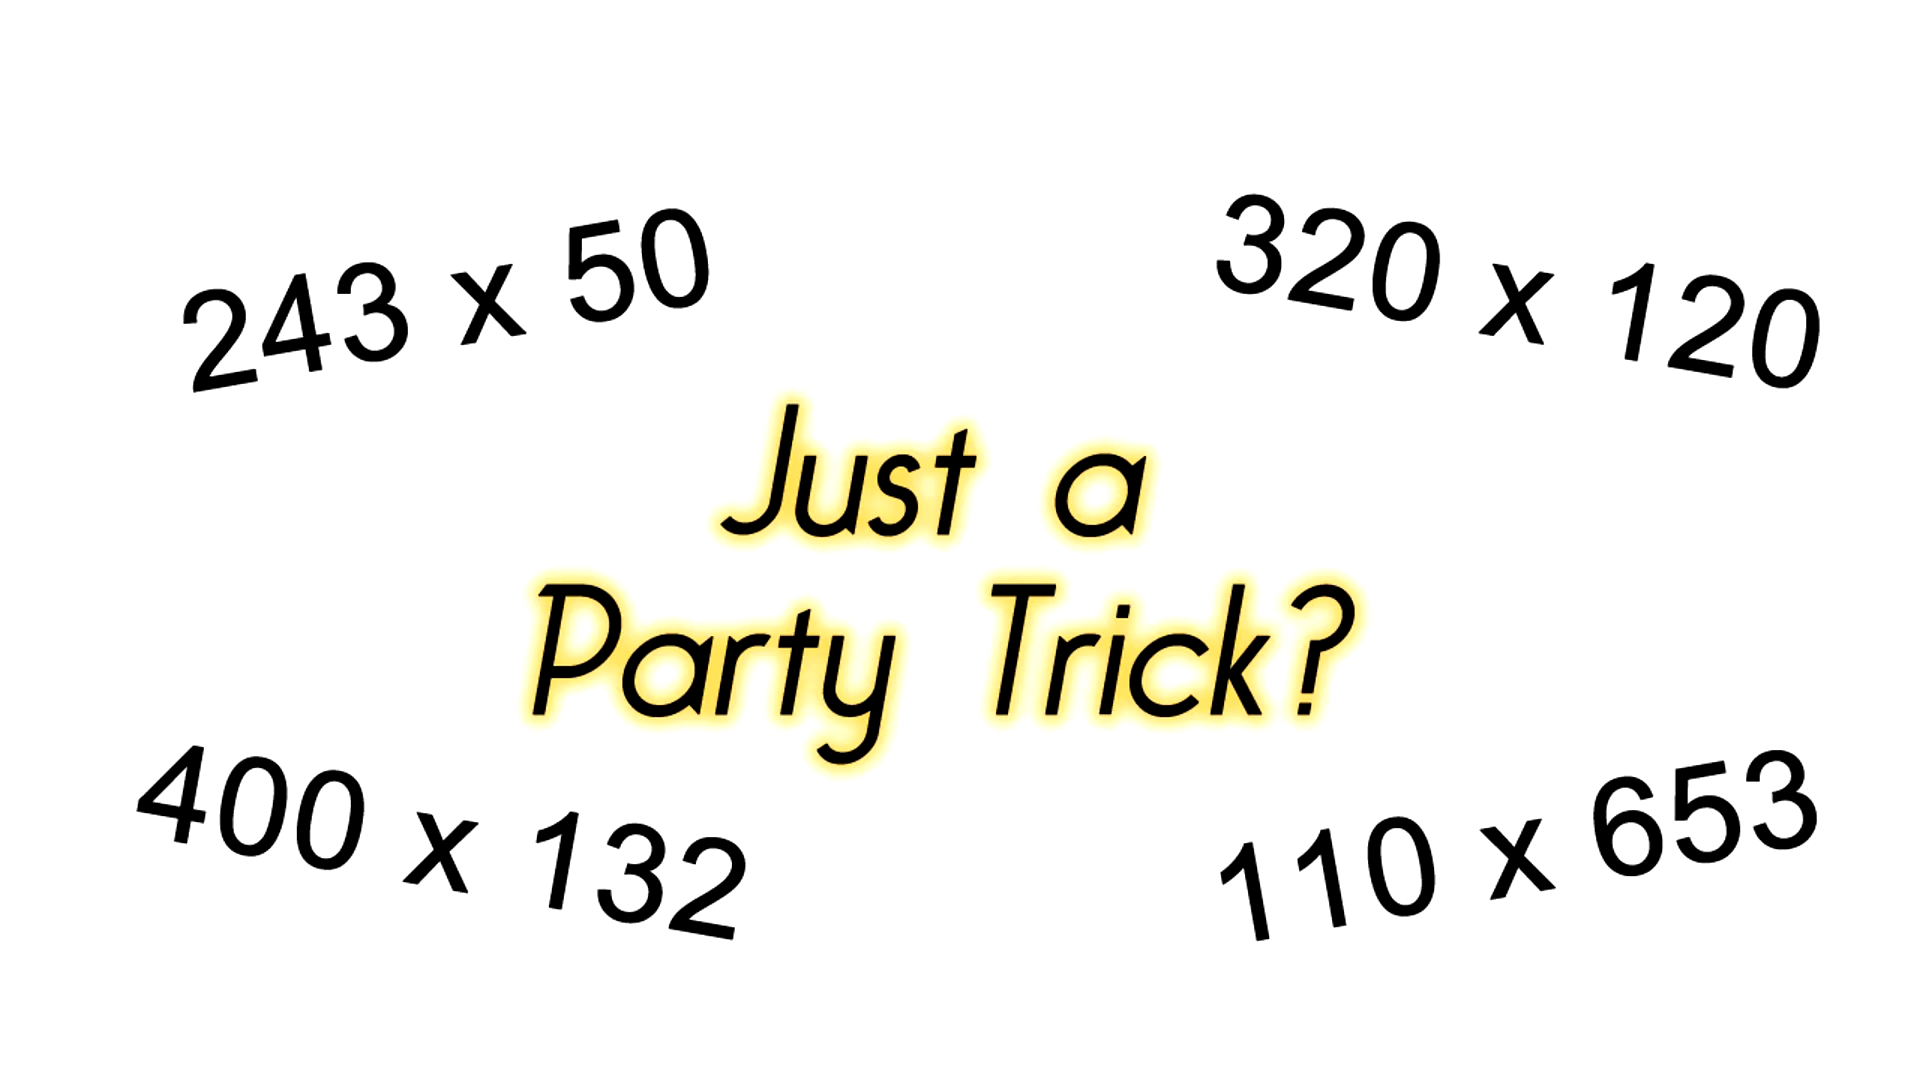 243 x 50
320 x 120
Just a
Party Trick?
400 x 132
110 x 653